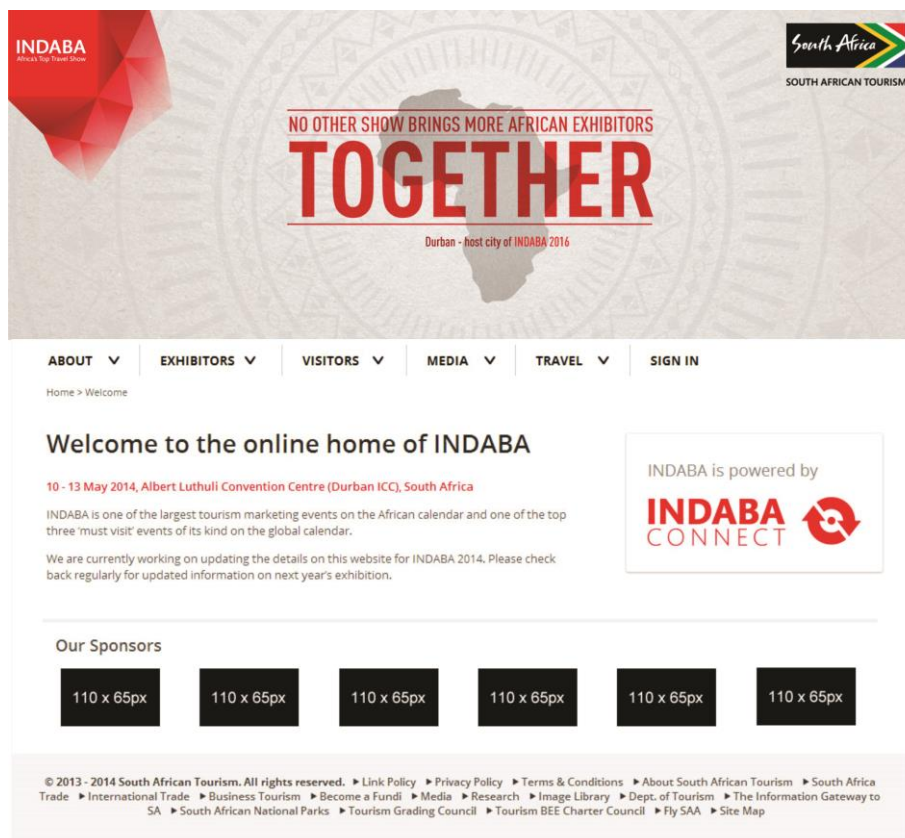 INDABA
Africa's Top Travel Show
South Africa
SOUTH AFRICAN TOURISM
NO OTHER SHOW BRINGS MORE AFRICAN EXHIBITORS
TOGETHER
Durban - host city of INDABA 2016
ABOUT EXHIBITORS VISITORS MEDIA TRAVEL SIGN IN
Home > Welcome
Welcome to the online home of INDABA
10 - 13 May 2014, Albert Luthuli Convention Centre (Durban ICC), South Africa
INDABA is one of the largest tourism marketing events on the African calendar and one of the top
three 'must visit' events of its kind on the global calendar.
We are currently working on updating the details on this website for INDABA 2014. Please check
back regularly for updated information on next year's exhibition.
INDABA is powered by
INDABA
CONNECT
Our Sponsors
110 x 65px 110 x 65px 110 x 65px 110 x 65px 110 x 65px 110 x 65px
© 2013 - 2014 South African Tourism. All rights reserved. ▶ Link Policy ▶ Privacy Policy ▶ Terms & Conditions ▶ About South African Tourism ▶ South Africa
Trade ▶ International Trade ▶ Business Tourism ▶ Become a Fundi ▶ Media ▶ Research ▶ Image Library ▶ Dept. of Tourism ▶ The Information Gateway to
SA ▶ South African National Parks ▶ Tourism Grading Council ▶ Tourism BEE Charter Council ▶ Fly SAA ▶ Site Map